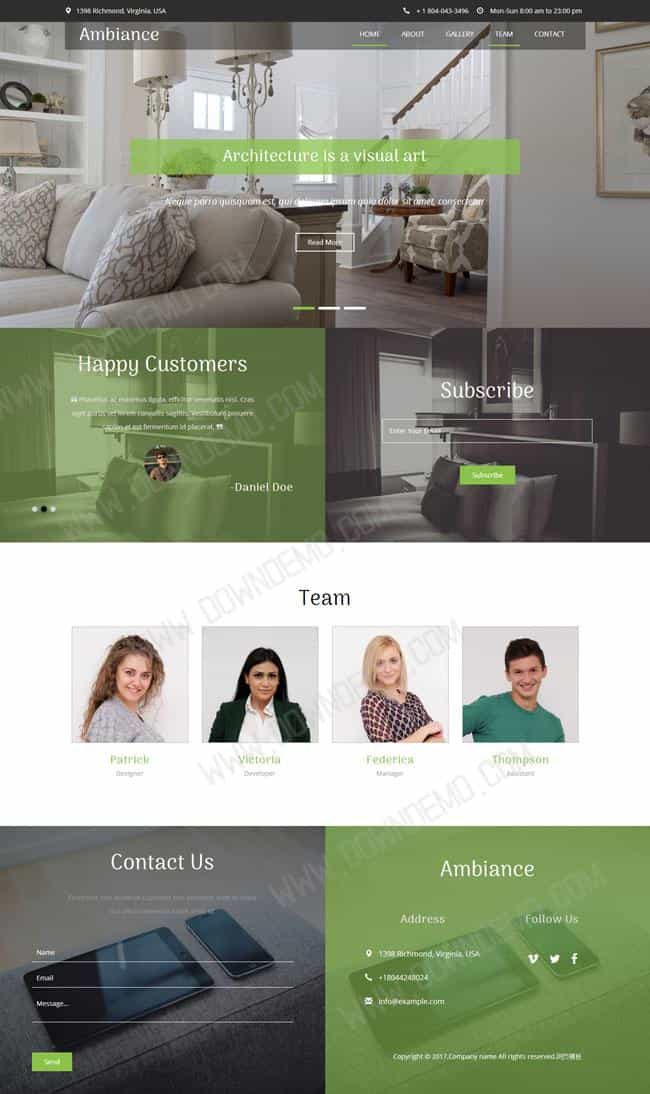 1398 Richmond, Virginia, USA
+ 1 804-043-3496
Mon-Sun 8:00 am to 23:00 pm
Ambiance
HOME
ABOUT
GALLERY
TEAM
CONTACT
Architecture is a visual art
Neque porro quisquam est, qui dolorem ipsum quia dolor sit amet, consectetur
Read More
Happy Customers
Phasellus ac maximus ligula, efficitur venenatis nisl. Cras
eget purus vel lorem convallis sagittis. Vestibulum posuere
sapien et est fermentum id placerat.
-Daniel Doe
Subscribe
Enter Your Email
Subscribe
Team
Patrick
Designer
Victoria
Developer
Federica
Manager
Thompson
Assistant
Contact Us
Name
Email
Message...
Send
Ambiance
Address
1398 Richmond, Virginia, USA
+18044248024
info@example.com
Follow Us
Copyright © 2017.Company name All rights reserved.
WWW.DOWNDEMO.COM